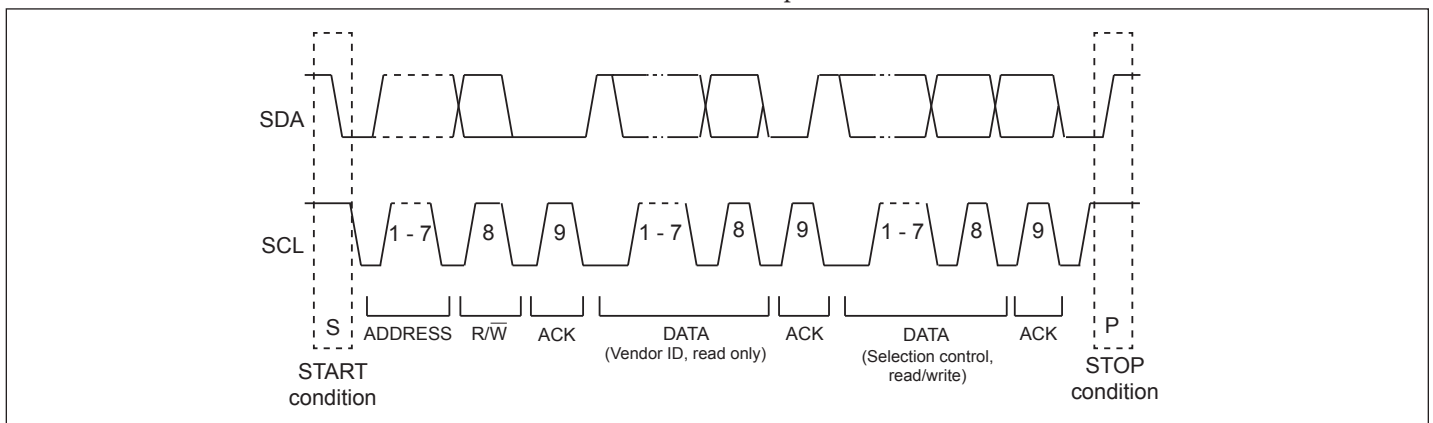 SDA
SCL
1 - 7
8
9
1 - 7
8
9
1 - 7
8
9
S
ADDRESS
R/W̅
ACK
DATA
(Vendor ID, read only)
ACK
DATA
(Selection control,
read/write)
ACK
P
START
condition
STOP
condition